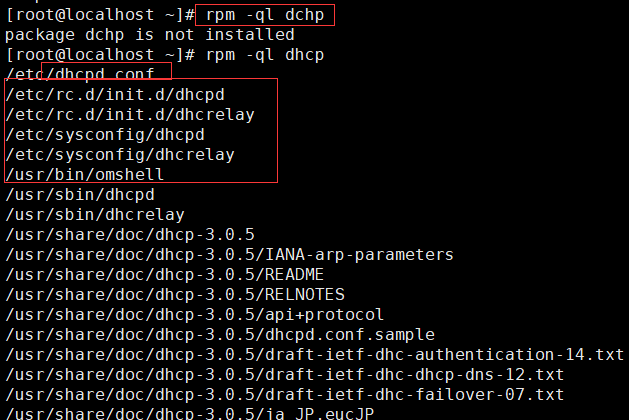 [root@localhost ~]# rpm -ql dchp
package dchp is not installed
[root@localhost ~]# rpm -ql dhcp
/etc/dhcpd.conf
/etc/rc.d/init.d/dhcpd
/etc/rc.d/init.d/dhcrelay
/etc/sysconfig/dhcpd
/etc/sysconfig/dhcrelay
/usr/bin/omshell
/usr/sbin/dhcpd
/usr/sbin/dhcrelay
/usr/share/doc/dhcp-3.0.5
/usr/share/doc/dhcp-3.0.5/IANA-arp-parameters
/usr/share/doc/dhcp-3.0.5/README
/usr/share/doc/dhcp-3.0.5/RELNOTES
/usr/share/doc/dhcp-3.0.5/api+protocol
/usr/share/doc/dhcp-3.0.5/dhcpd.conf.sample
/usr/share/doc/dhcp-3.0.5/draft-ietf-dhc-authentication-14.txt
/usr/share/doc/dhcp-3.0.5/draft-ietf-dhc-dhcp-dns-12.txt
/usr/share/doc/dhcp-3.0.5/draft-ietf-dhc-failover-07.txt
/usr/share/doc/dhcp-3.0.5/ja_JP.eucJP